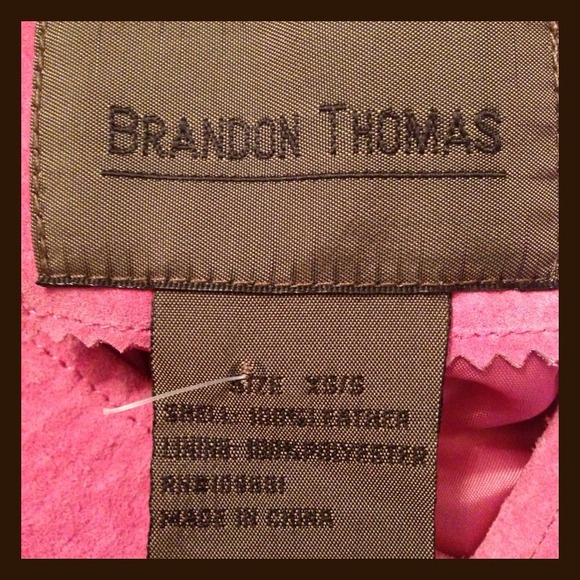 BRANDON THOMAS
SIZE XS/S
SHELL: 100%LEATHER
LINING: 100%POLYESTER
MADE IN CHINA